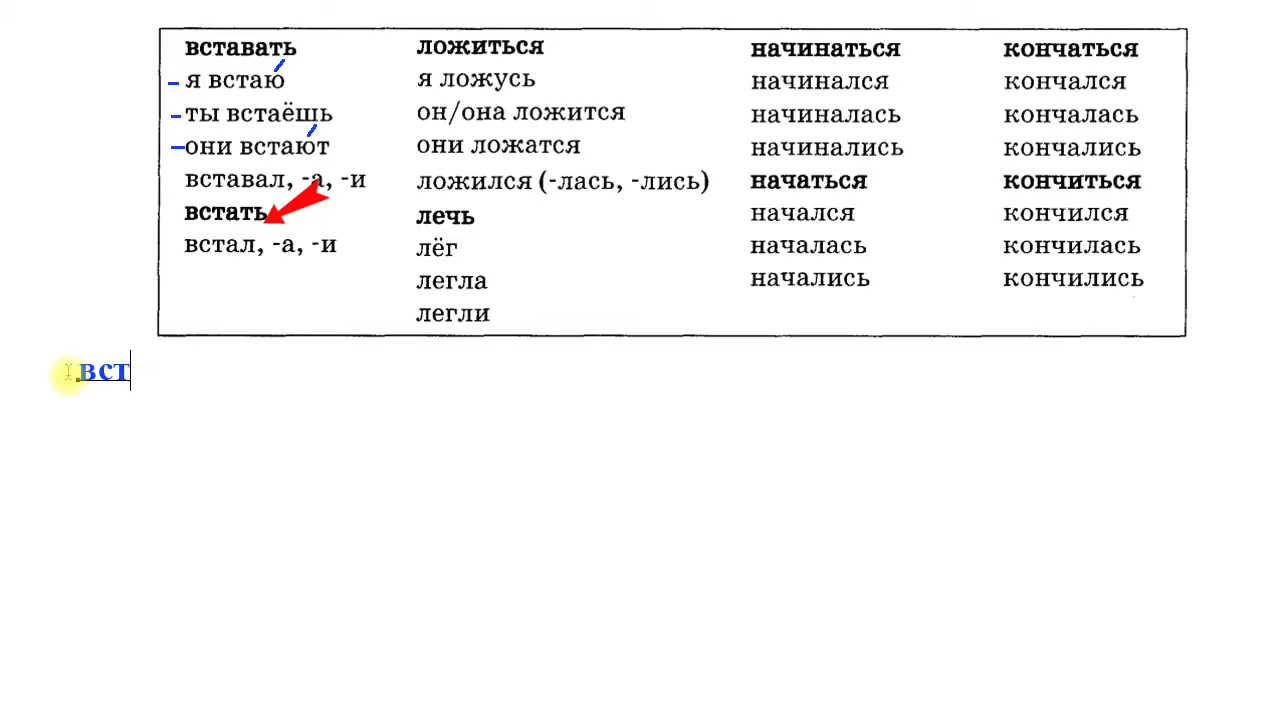 вставать ложиться начинаться кончаться
я встаю́ я ложусь начинался кончался
ты встаёшь он/она ложится начиналась кончалась
они встаю́т они ложатся начинались кончались
вставал, -а, -и ложился (-лась, -лись) начаться кончиться
встать лечь начался кончился
встал, -а, -и лёг началась кончилась
легла начались кончились
легли
вст